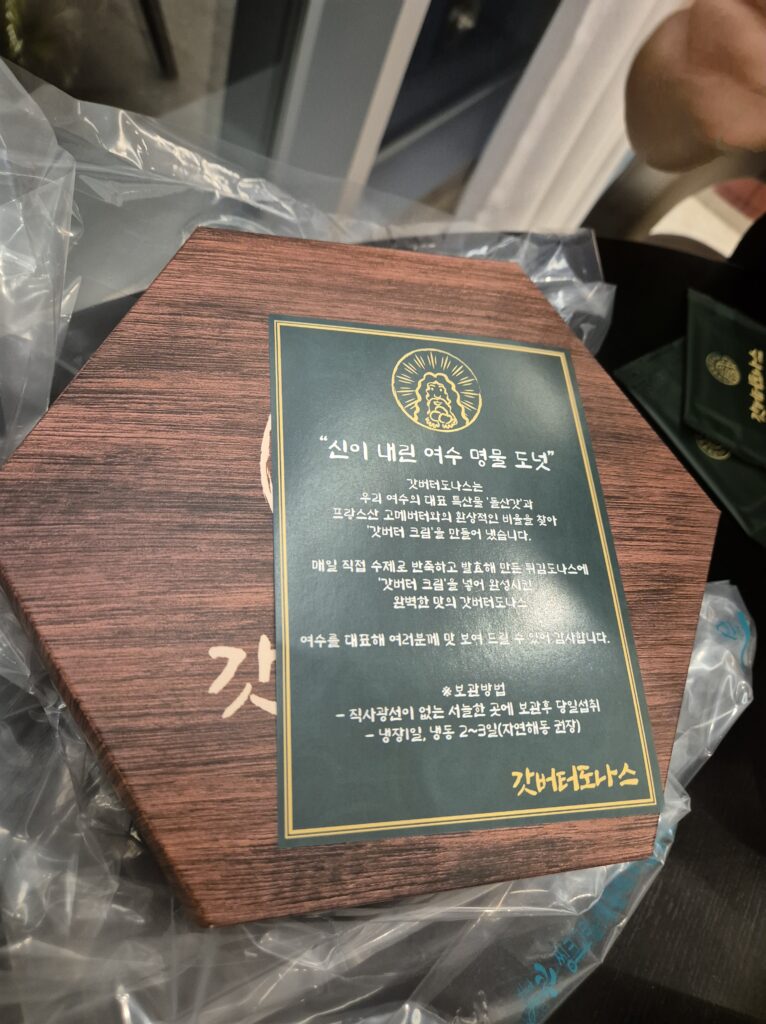 “신이 내린 여수 명물 도넛”
갓버터도나스는
우리 여수의 대표 특산물 '돌산갓'과
프랑스산 고메버터와의 환상적인 비율을 찾아
'갓버터 크림'을 만들어 냈습니다.
매일 직접 수제로 반죽하고 발효해 만든 튀김도나스에
'갓버터 크림'을 넣어 완성시킨
완벽한 맛의 갓버터도나스
여수를 대표해 여러분께 맛 보여 드릴 수 있어 감사합니다.
※보관방법
- 직사광선이 없는 서늘한 곳에 보관후 당일섭취
- 냉장1일, 냉동 2~3일(자연해동 권장)
갓버터도나스
갓
갓버터도나스